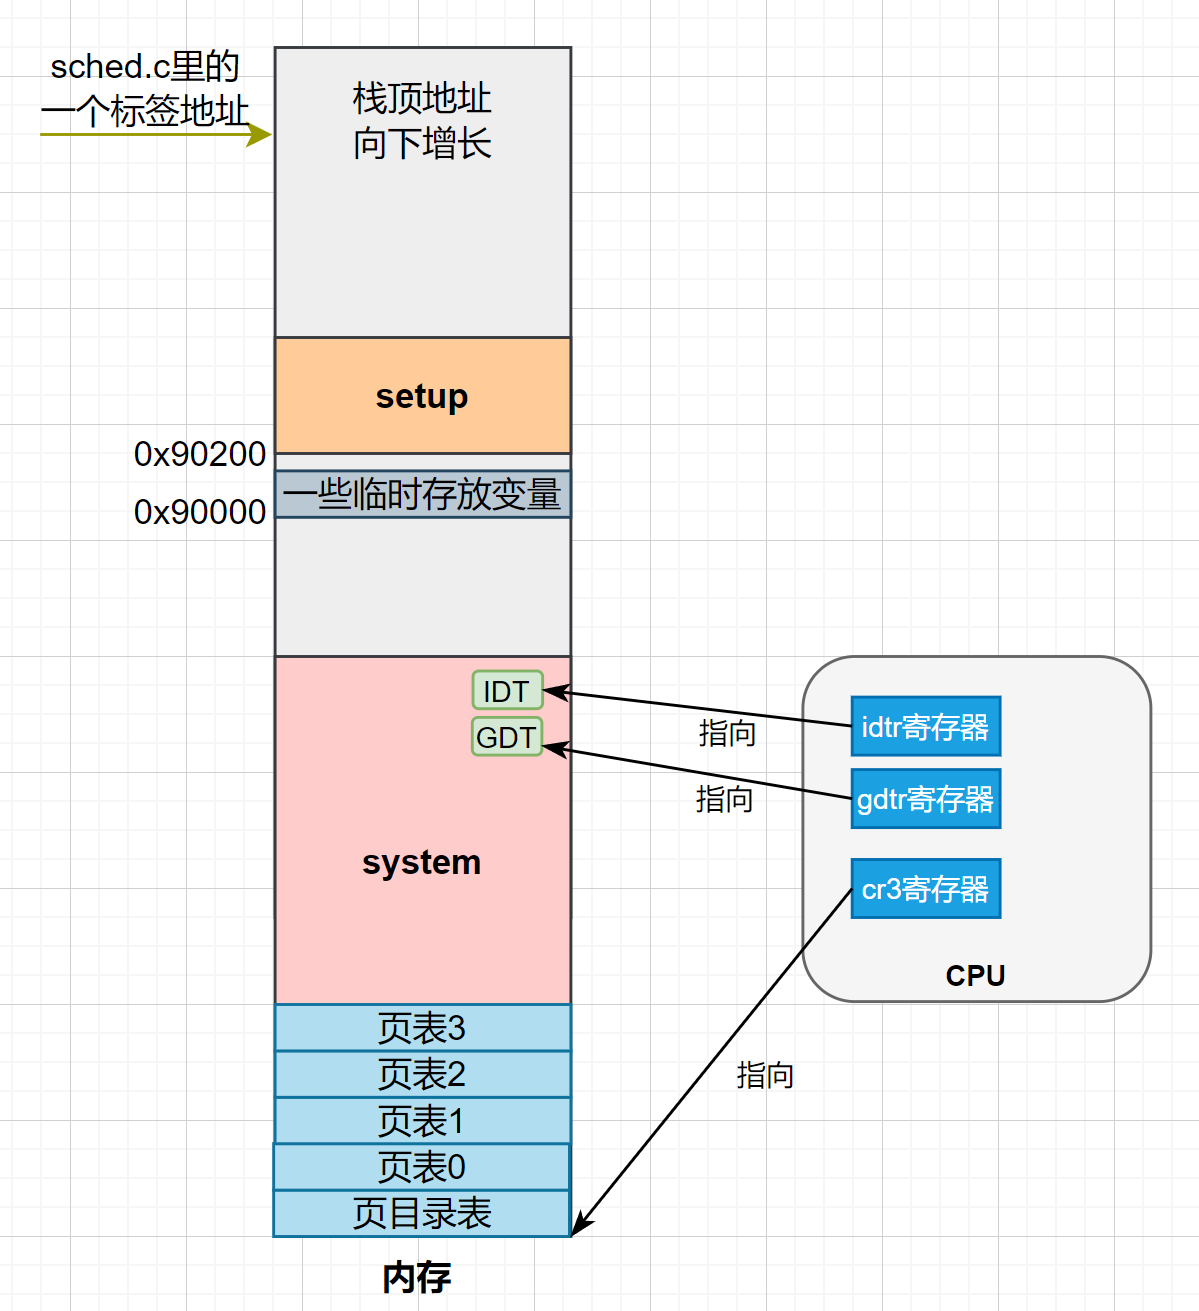 sched.c里的
一个标签地址
栈顶地址
向下增长
setup
0x90200
一些临时存放变量
0x90000
IDT
GDT
system
指向
指向
idtr寄存器
gdtr寄存器
cr3寄存器
CPU
指向
页表3
页表2
页表1
页表0
页目录表
内存